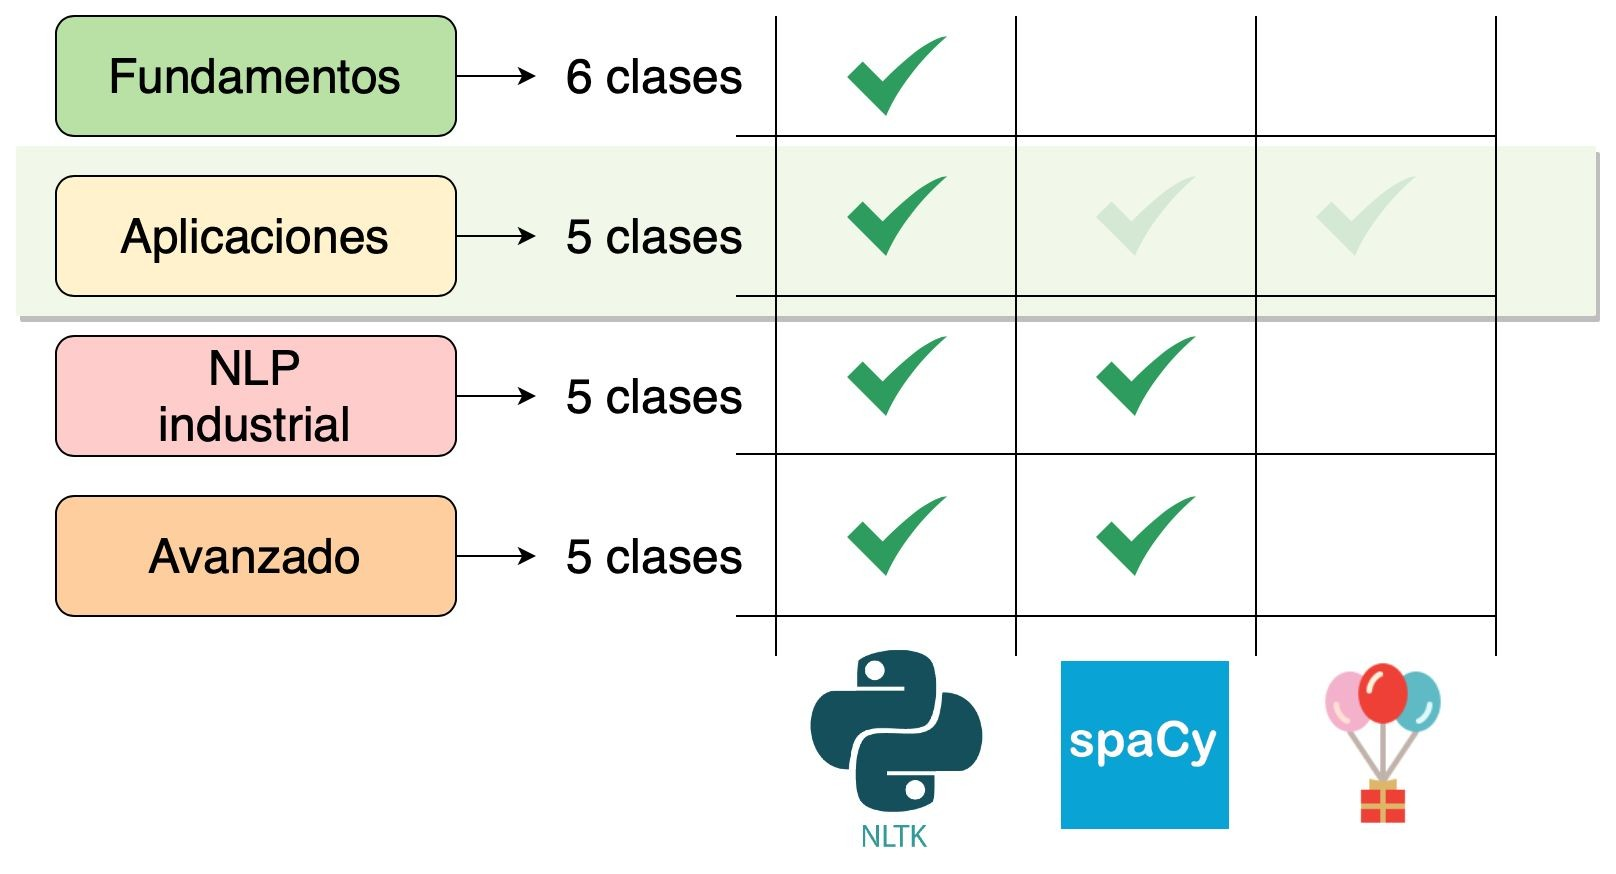 Fundamentos
6 clases
Aplicaciones
5 clases
NLP
industrial
5 clases
Avanzado
5 clases
NLTK
spaCy